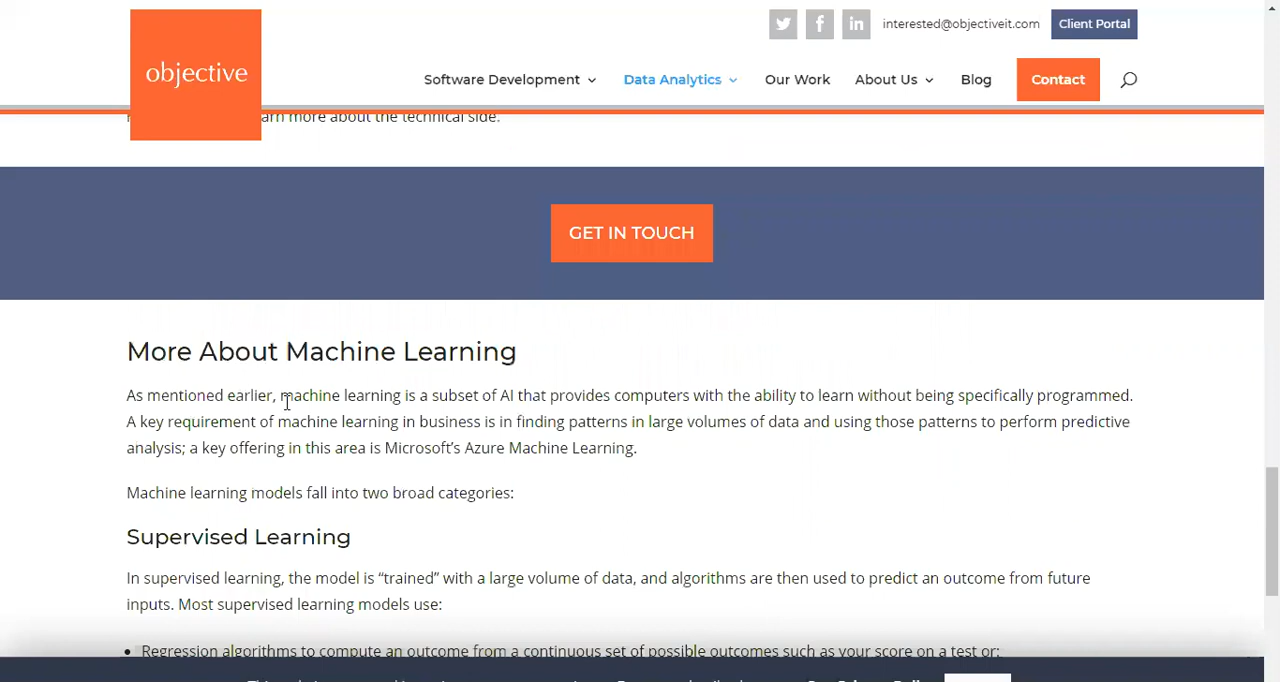 interested@objectiveit.com Client Portal
objective
Software Development Data Analytics Our Work About Us Blog Contact
more about the technical side.
GET IN TOUCH
More About Machine Learning
As mentioned earlier, machine learning is a subset of AI that provides computers with the ability to learn without being specifically programmed.
A key requirement of machine learning in business is in finding patterns in large volumes of data and using those patterns to perform predictive
analysis; a key offering in this area is Microsoft’s Azure Machine Learning.
Machine learning models fall into two broad categories:
Supervised Learning
In supervised learning, the model is “trained” with a large volume of data, and algorithms are then used to predict an outcome from future
inputs. Most supervised learning models use:
• Regression algorithms to compute an outcome from a continuous set of possible outcomes such as your score on a test or: